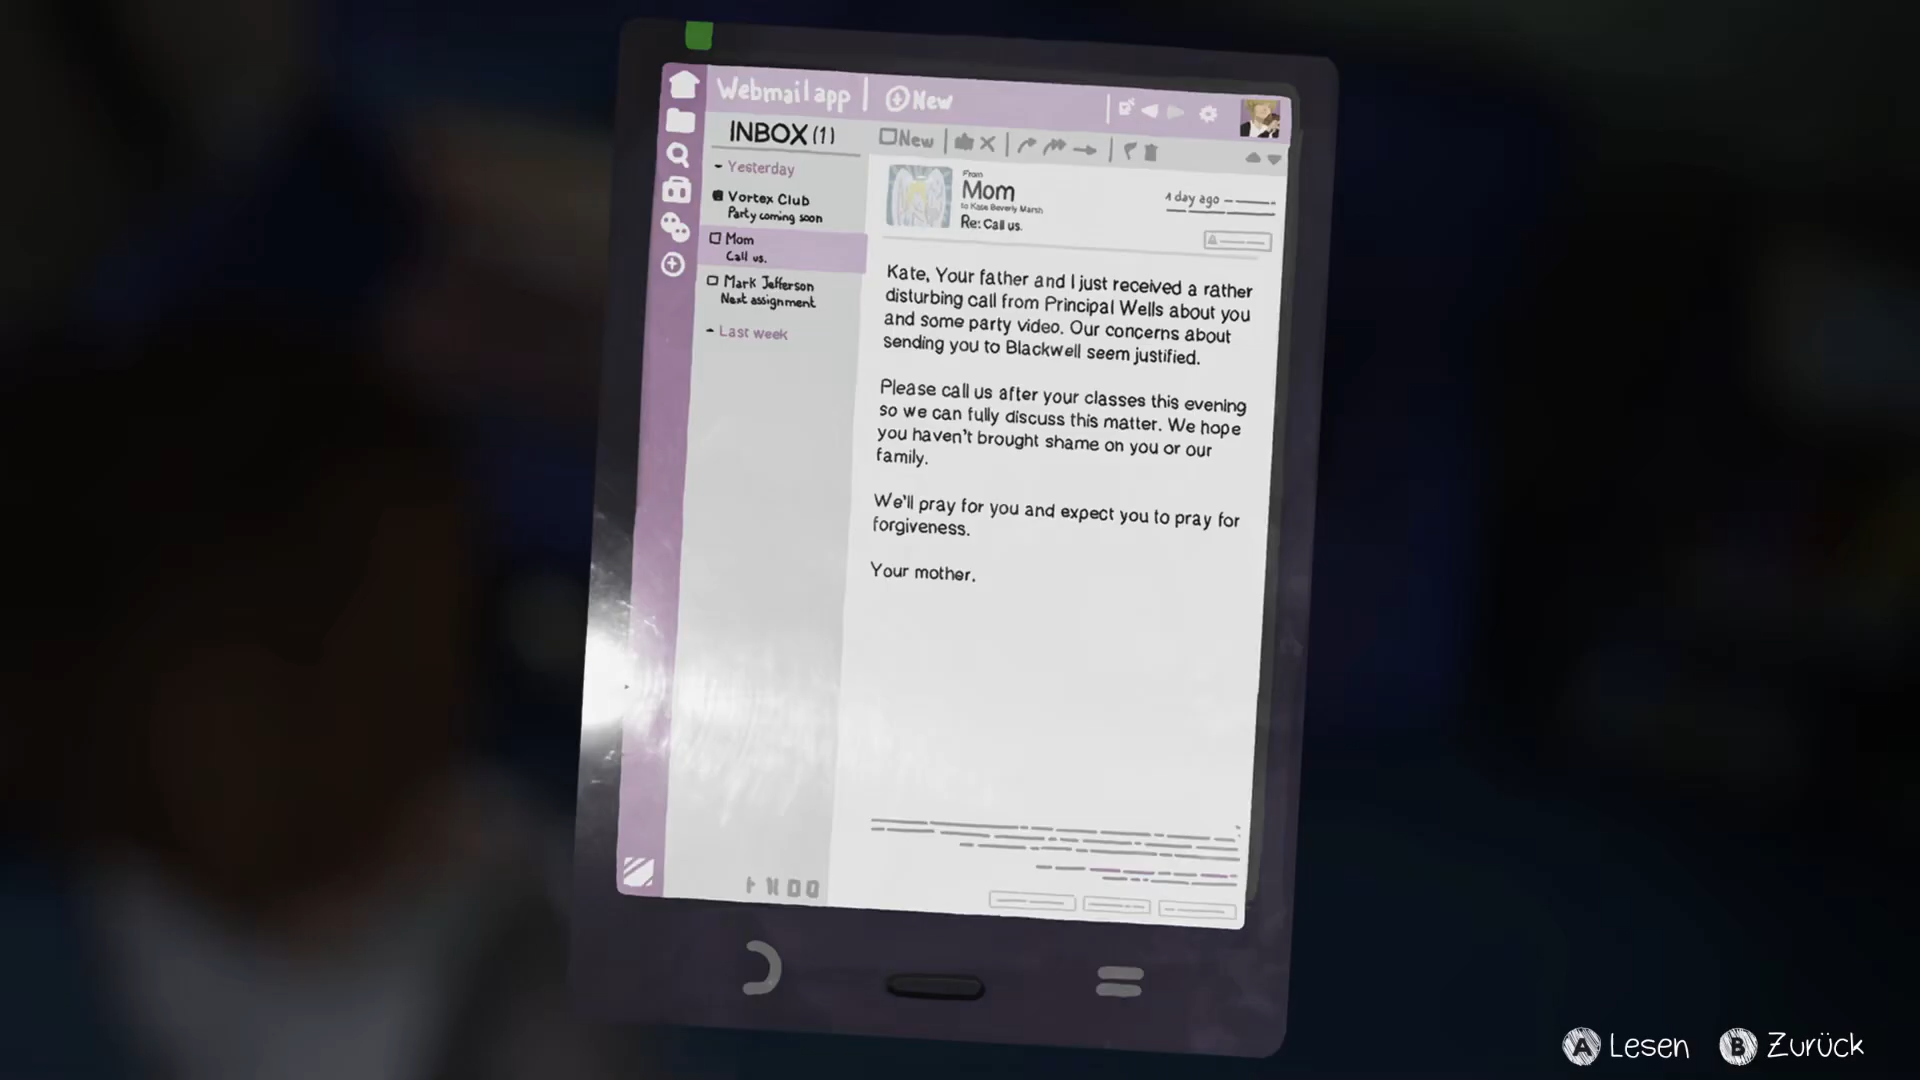 Webmail app
New
INBOX (1)
New
Yesterday
Vortex Club
Party coming soon
Mom
Call us.
Mark Jefferson
Next assignment
Last week
From
Mom
to Kate Beverly Marsh
Re: Call us.
1 day ago
Kate, Your father and I just received a rather
disturbing call from Principal Wells about you
and some party video. Our concerns about
sending you to Blackwell seem justified.
Please call us after your classes this evening
so we can fully discuss this matter. We hope
you haven't brought shame on you or our
family.
We'll pray for you and expect you to pray for
forgiveness.
Your mother.
A Lesen
B Zurück